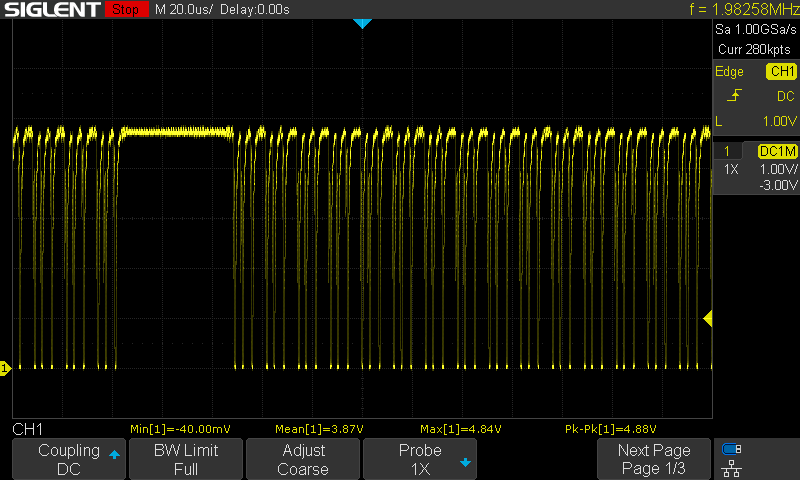 SIGLENT Stop M 20.0us/ Delay:0.00s f = 1.98258MHz
Sa 1.00GSa/s
Curr 280kpts
Edge CH1
DC
L 1.00V
1 DC1M
1X 1.00V/
-3.00V
1
CH1 Min[1]=-40.00mV Mean[1]=3.87V Max[1]=4.84V Pk-Pk[1]=4.88V
Coupling BW Limit Adjust Probe Next Page
DC Full Coarse 1X Page 1/3